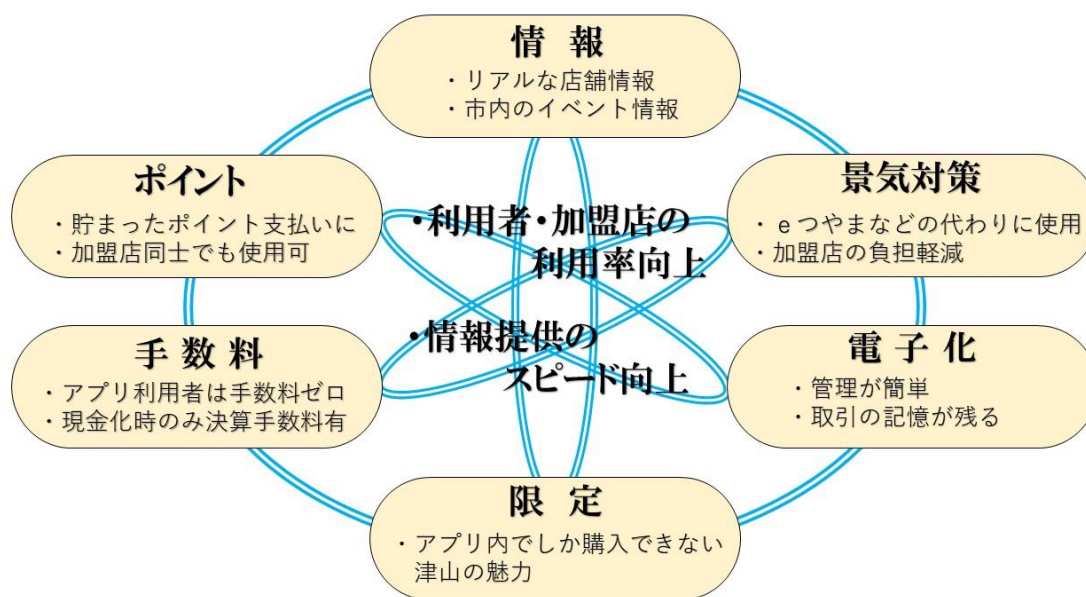 情 報
・リアルな店舗情報
・市内のイベント情報
ポイント
・貯まったポイント支払いに
・加盟店同士でも使用可
景気対策
・ｅつやまなどの代わりに使用
・加盟店の負担軽減
・利用者・加盟店の
利用率向上
・情報提供の
スピード向上
手 数 料
・アプリ利用者は手数料ゼロ
・現金化時のみ決算手数料有
電 子 化
・管理が簡単
・取引の記憶が残る
限 定
・アプリ内でしか購入できない
津山の魅力